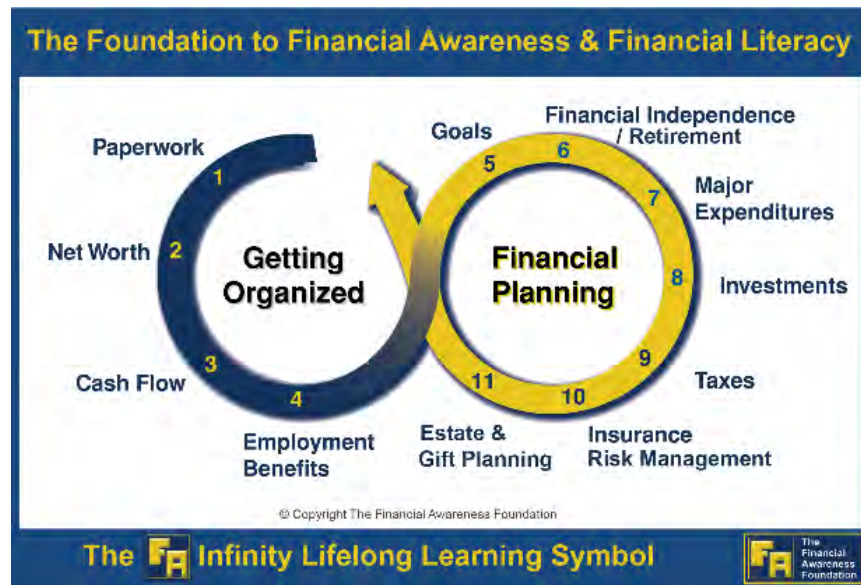 The Foundation to Financial Awareness & Financial Literacy
Paperwork
1
Net Worth
2
Cash Flow
3
Employment
Benefits
4
Getting
Organized
Goals
5
Financial Independence
/ Retirement
6
Major
Expenditures
7
Investments
8
Taxes
9
Insurance
Risk Management
10
Estate &
Gift Planning
11
Financial
Planning
© Copyright The Financial Awareness Foundation
The FA Infinity Lifelong Learning Symbol
FA
The
Financial
Awareness
Foundation